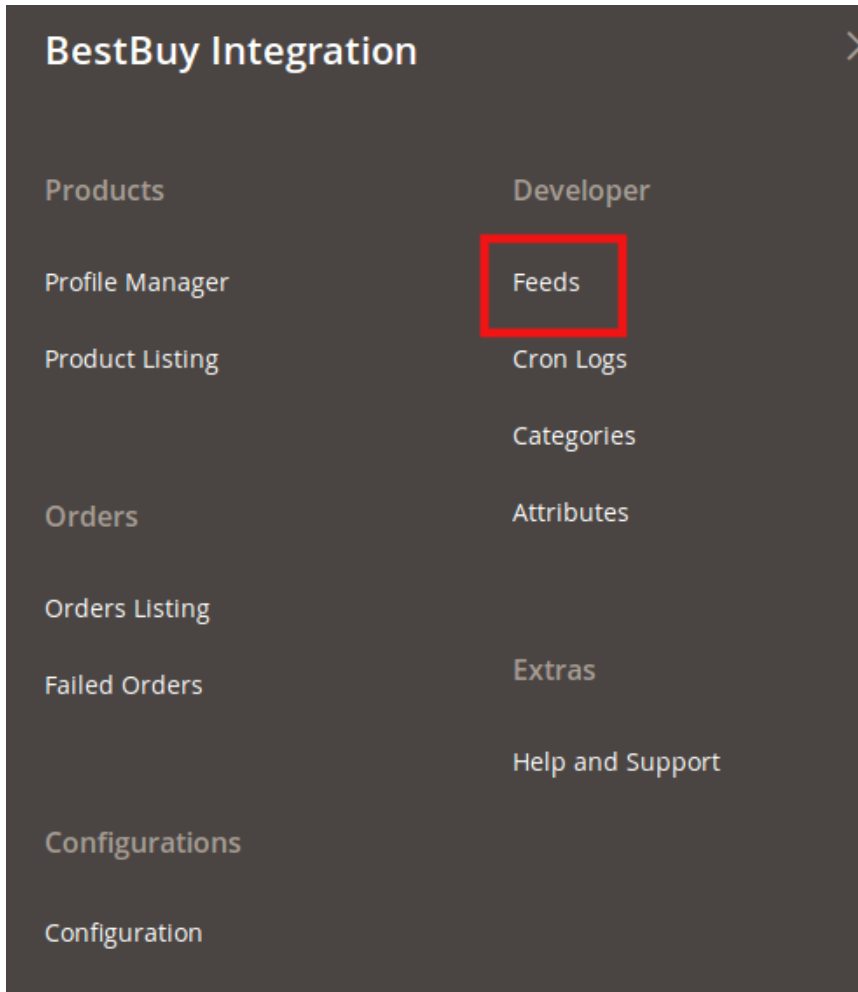 BestBuy Integration
Products
Profile Manager
Product Listing
Orders
Orders Listing
Failed Orders
Configurations
Configuration
Developer
Feeds
Cron Logs
Categories
Attributes
Extras
Help and Support